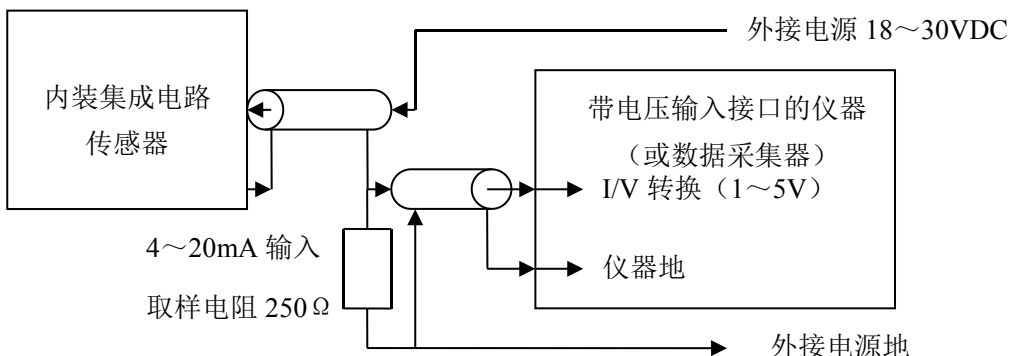 外接电源 18～30VDC
内装集成电路
传感器
带电压输入接口的仪器
（或数据采集器）
I/V 转换（1～5V）
4～20mA 输入
仪器地
取样电阻 250Ω
外接电源地